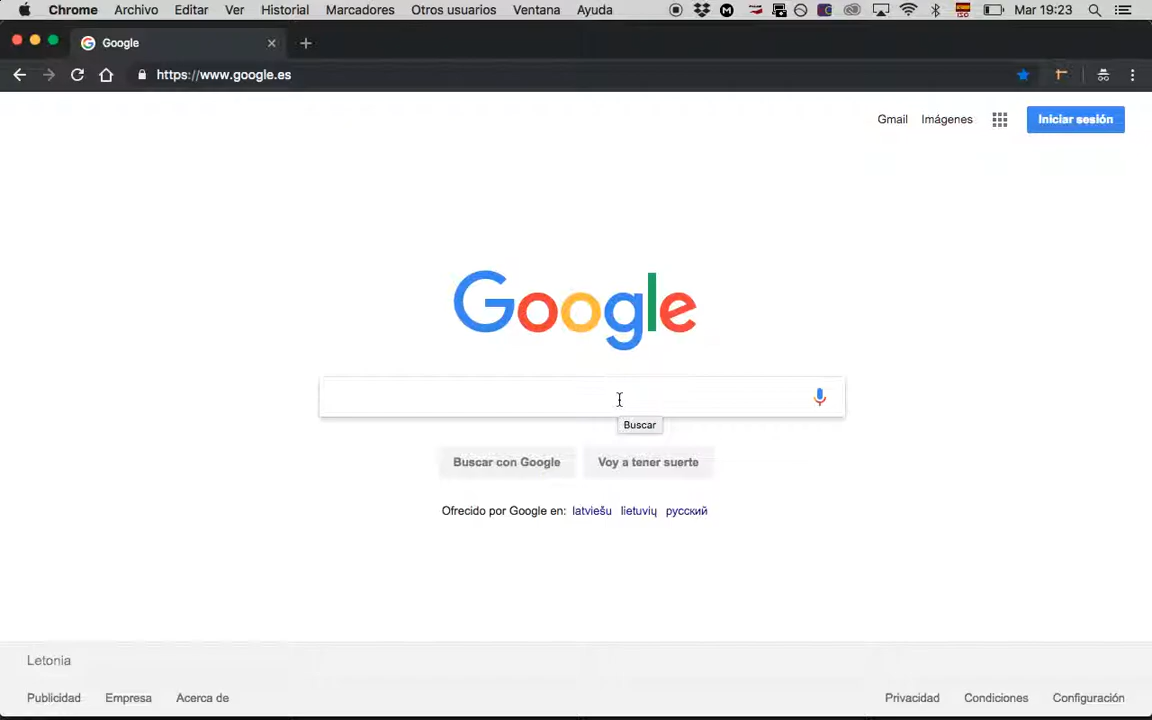 Chrome Archivo Editar Ver Historial Marcadores Otros usuarios Ventana Ayuda Mar 19:23
Google
https://www.google.es
Gmail Imágenes Iniciar sesión
Google
Buscar
Buscar con Google Voy a tener suerte
Ofrecido por Google en: latviešu lietuvių русский
Letonia
Publicidad Empresa Acerca de Privacidad Condiciones Configuración